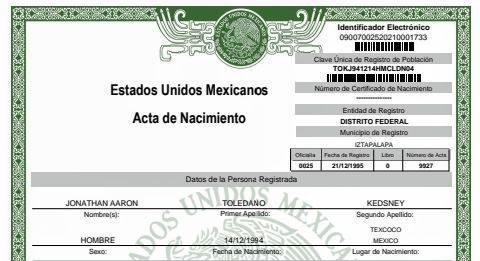 Identificador Electrónico
09007002520210001733
Clave Única de Registro de Población
TOKJ941214HMCLDN04
Número de Certificado de Nacimiento
Estados Unidos Mexicanos
Acta de Nacimiento
Entidad de Registro
DISTRITO FEDERAL
Municipio de Registro
IZTAPALAPA
Oficialía Fecha de Registro Libro Número de Acta
0025 21/12/1995 0 9927
Datos de la Persona Registrada
JONATHAN AARON TOLEDANO KEDSNEY
Nombre(s): Primer Apellido: Segundo Apellido:
TEXCOCO
HOMBRE 14/12/1994 MEXICO
Sexo: Fecha de Nacimiento: Lugar de Nacimiento: